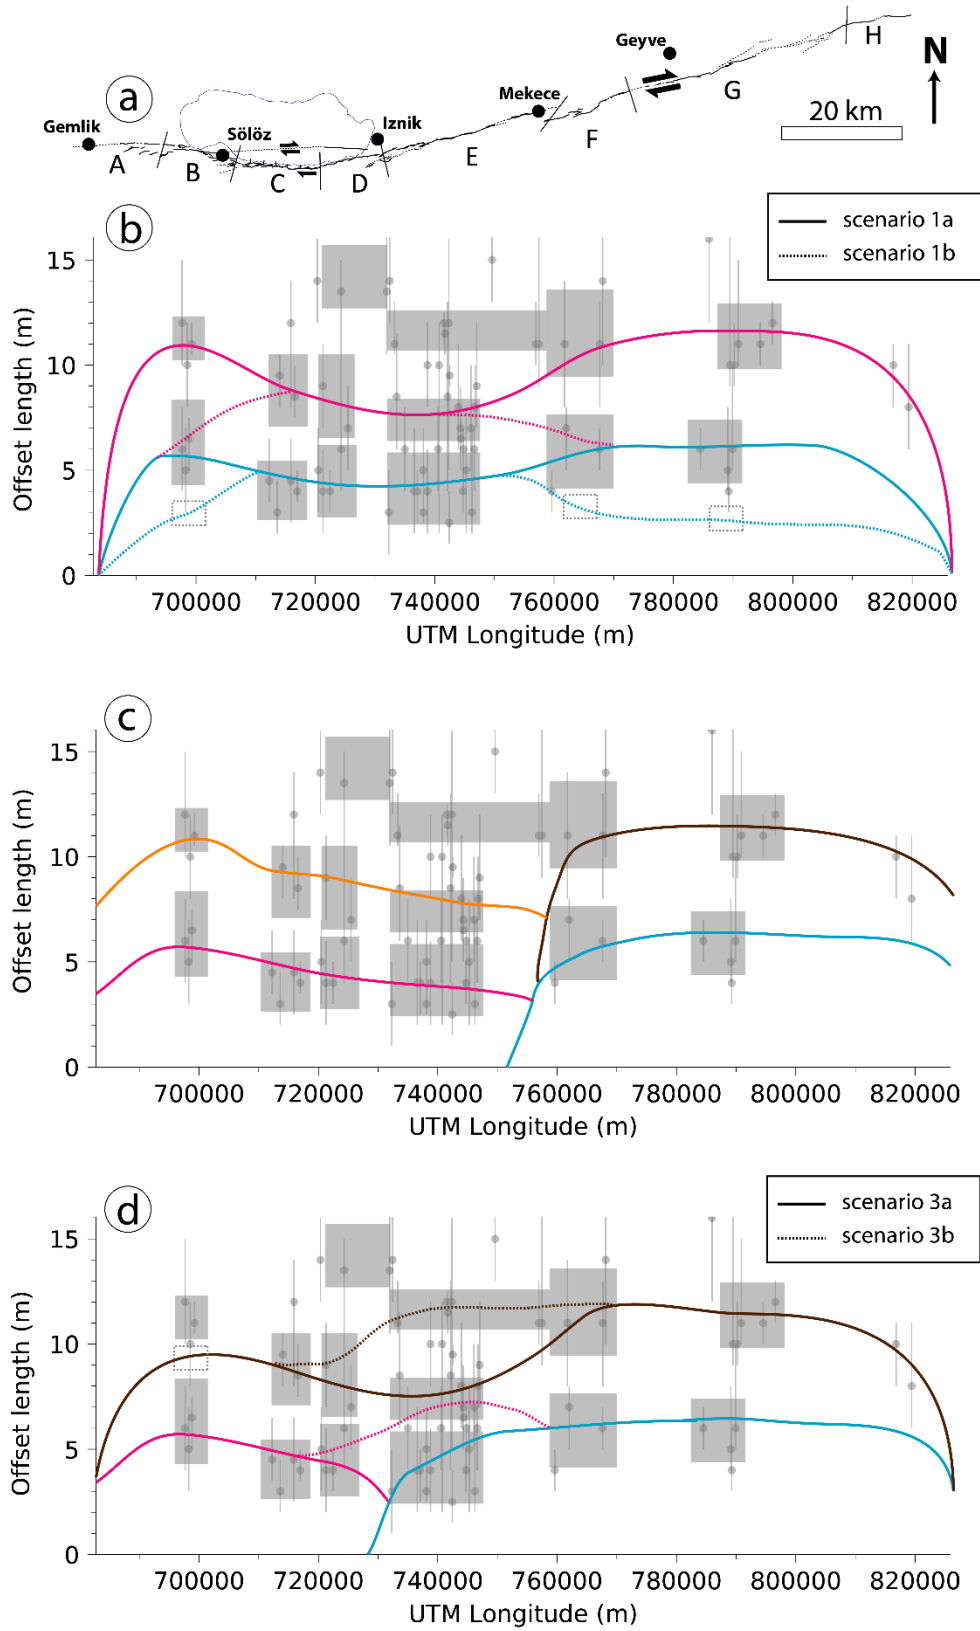 a
Gemlik
A
B
Sölöz
C
Iznik
D
E
Mekece
F
Geyve
G
H
N
20 km
b
scenario 1a
scenario 1b
Offset length (m)
15
10
5
0
700000 720000 740000 760000 780000 800000 820000
UTM Longitude (m)
c
Offset length (m)
15
10
5
0
700000 720000 740000 760000 780000 800000 820000
UTM Longitude (m)
d
scenario 3a
scenario 3b
Offset length (m)
15
10
5
0
700000 720000 740000 760000 780000 800000 820000
UTM Longitude (m)